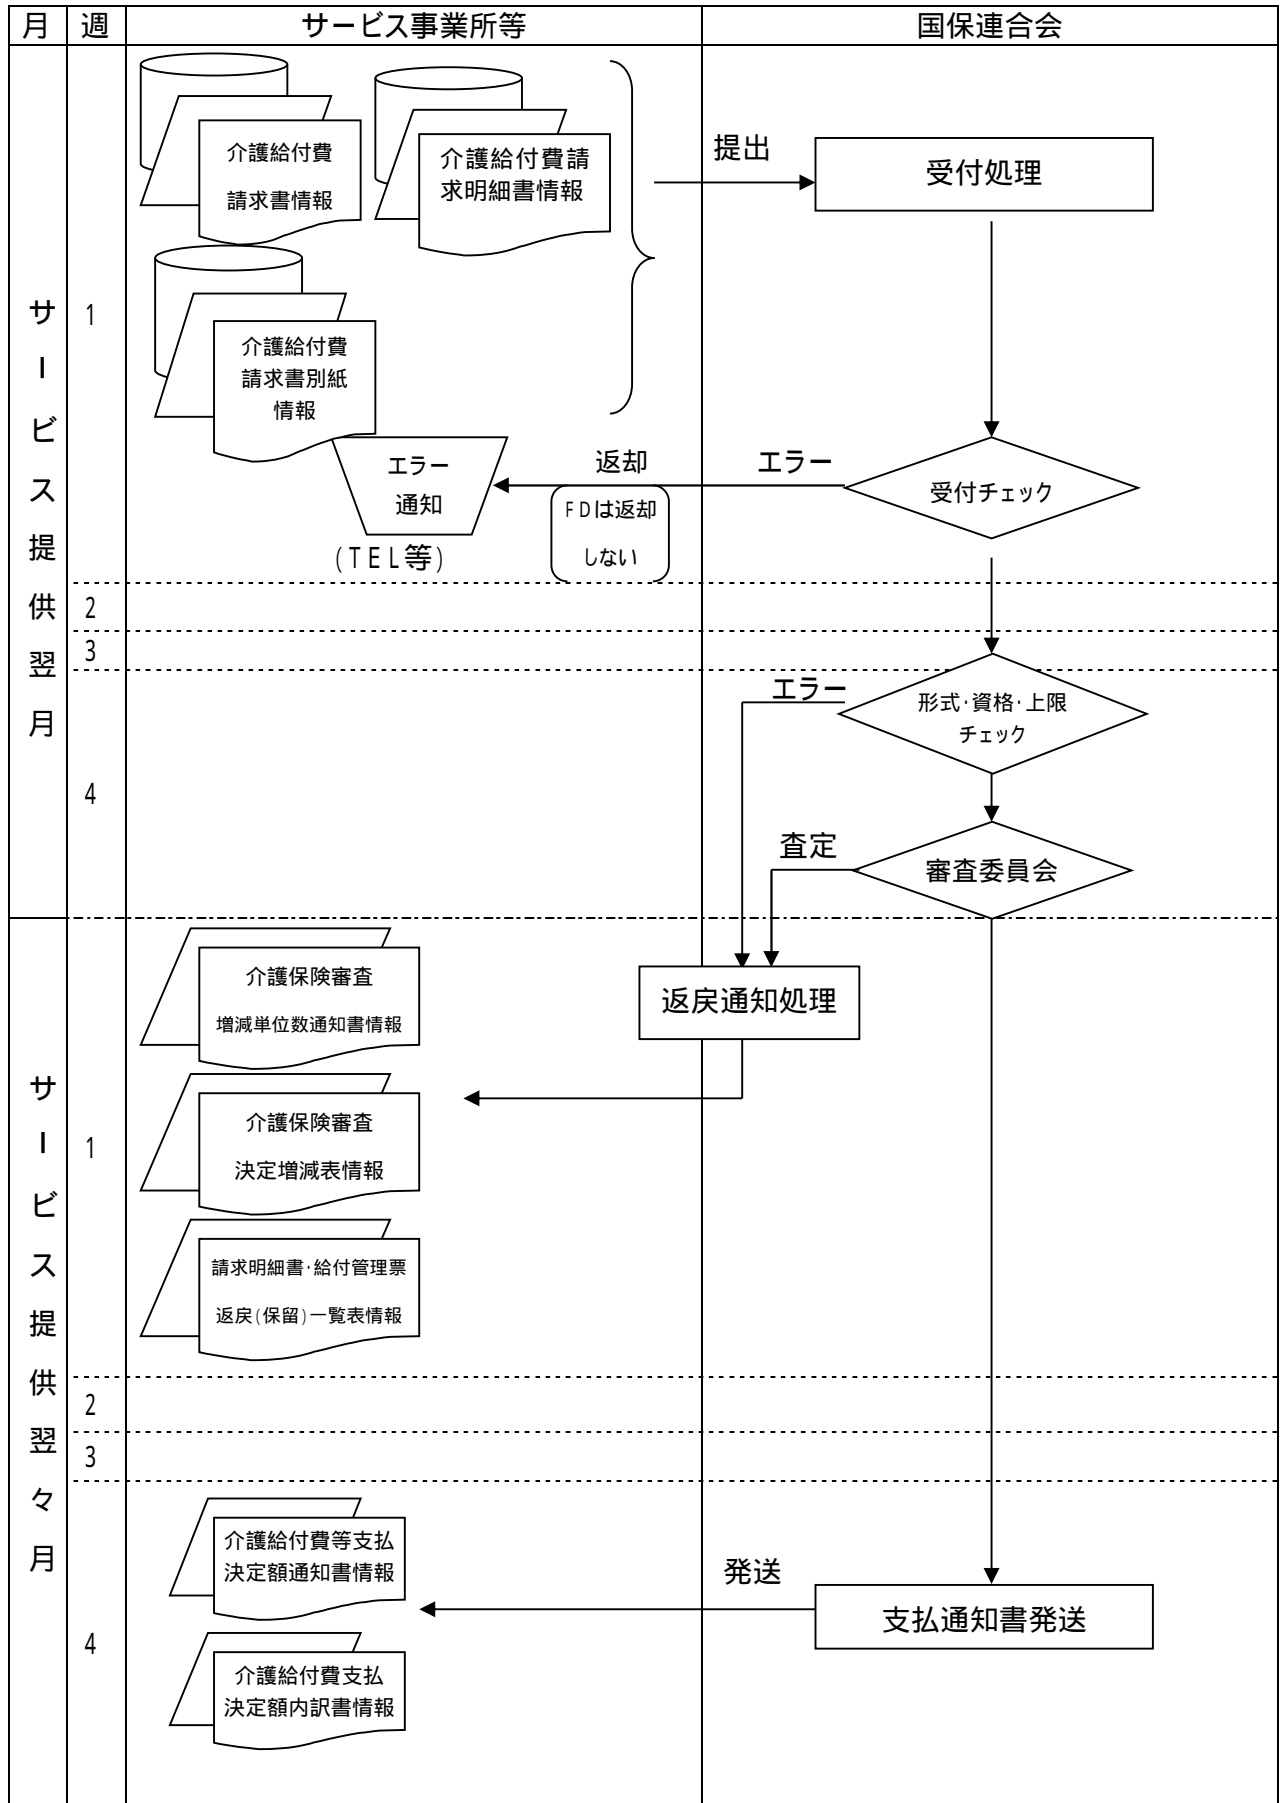 月 週 サービス事業所等 国保連合会
サービス提供翌月
1
介護給付費
請求書情報
介護給付費請
求明細書情報
提出
受付処理
介護給付費
請求書別紙
情報
エラー
通知
(TEL等)
返却
FDは返却
しない
エラー
受付チェック
2
3
4
エラー
形式・資格・上限
チェック
査定
審査委員会
サービス提供翌々月
1
介護保険審査
増減単位数通知書情報
返戻通知処理
介護保険審査
決定増減表情報
請求明細書・給付管理票
返戻(保留)一覧表情報
2
3
4
介護給付費等支払
決定額通知書情報
発送
支払通知書発送
介護給付費支払
決定額内訳書情報